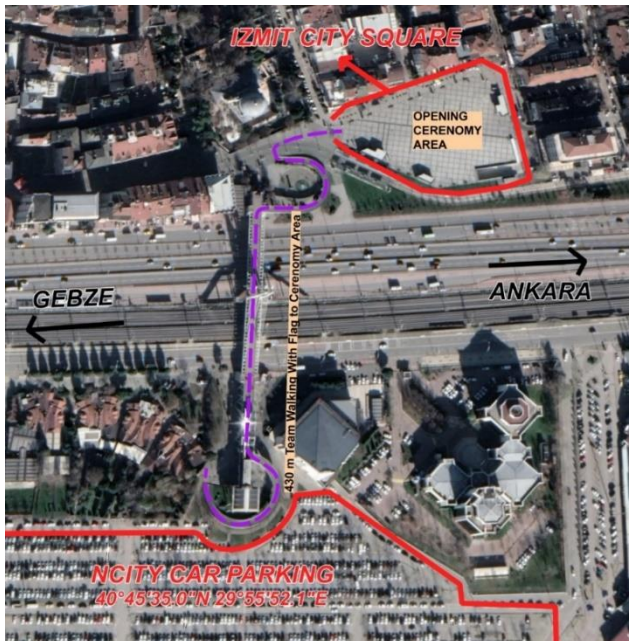 IZMIT CITY SQUARE
OPENING
CERENOMY
AREA
GEBZE
ANKARA
430 m Team Walking With Flag to Cerenomy Area
NCITY CAR PARKING
40°45'35.0"N 29°55'52.1"E